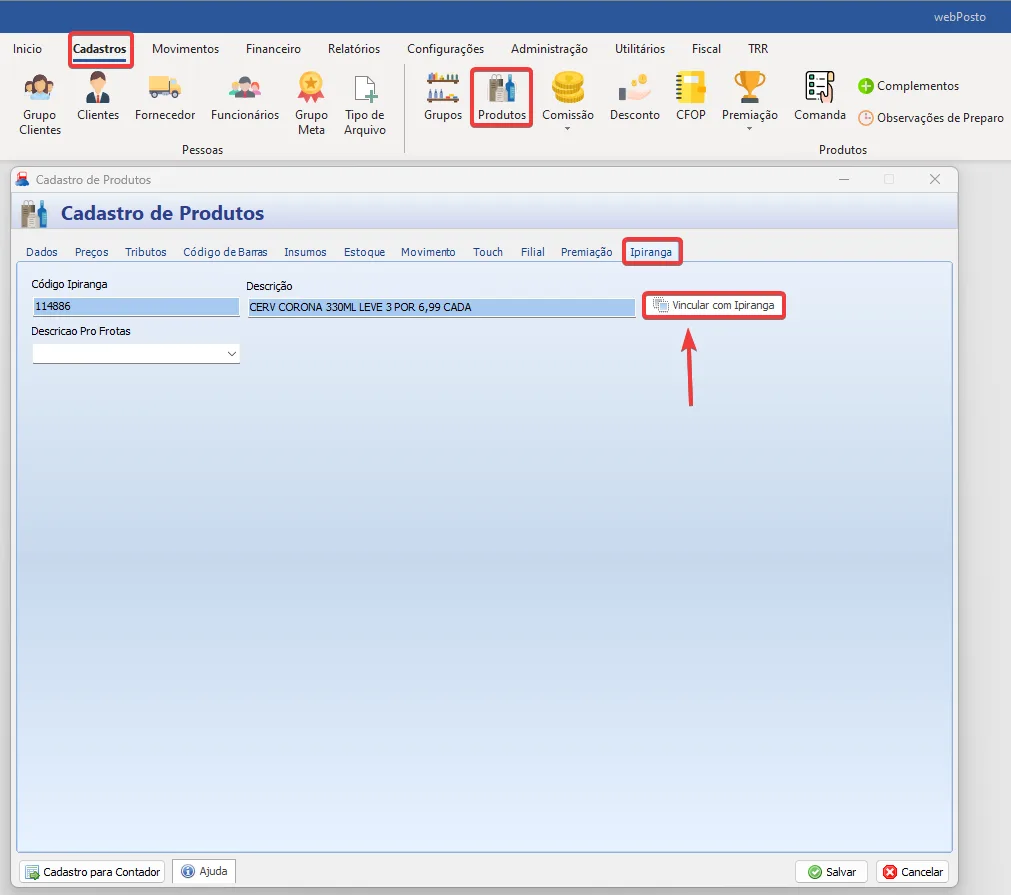 webPosto
Inicio Cadastros Movimentos Financeiro Relatórios Configurações Administração Utilitários Fiscal TRR
Grupo Clientes
Clientes
Fornecedor
Funcionários
Grupo Meta
Tipo de Arquivo
Pessoas
Grupos
Produtos
Comissão
Desconto
CFOP
Premiação
Comanda
Complementos
Observações de Preparo
Produtos
Cadastro de Produtos
Cadastro de Produtos
Dados Preços Tributos Código de Barras Insumos Estoque Movimento Touch Filial Premiação Ipiranga
Código Ipiranga
114886
Descrição
CERV CORONA 330ML LEVE 3 POR 6,99 CADA
Vincular com Ipiranga
Descricao Pro Frotas
Cadastro para Contador
Ajuda
Salvar
Cancelar